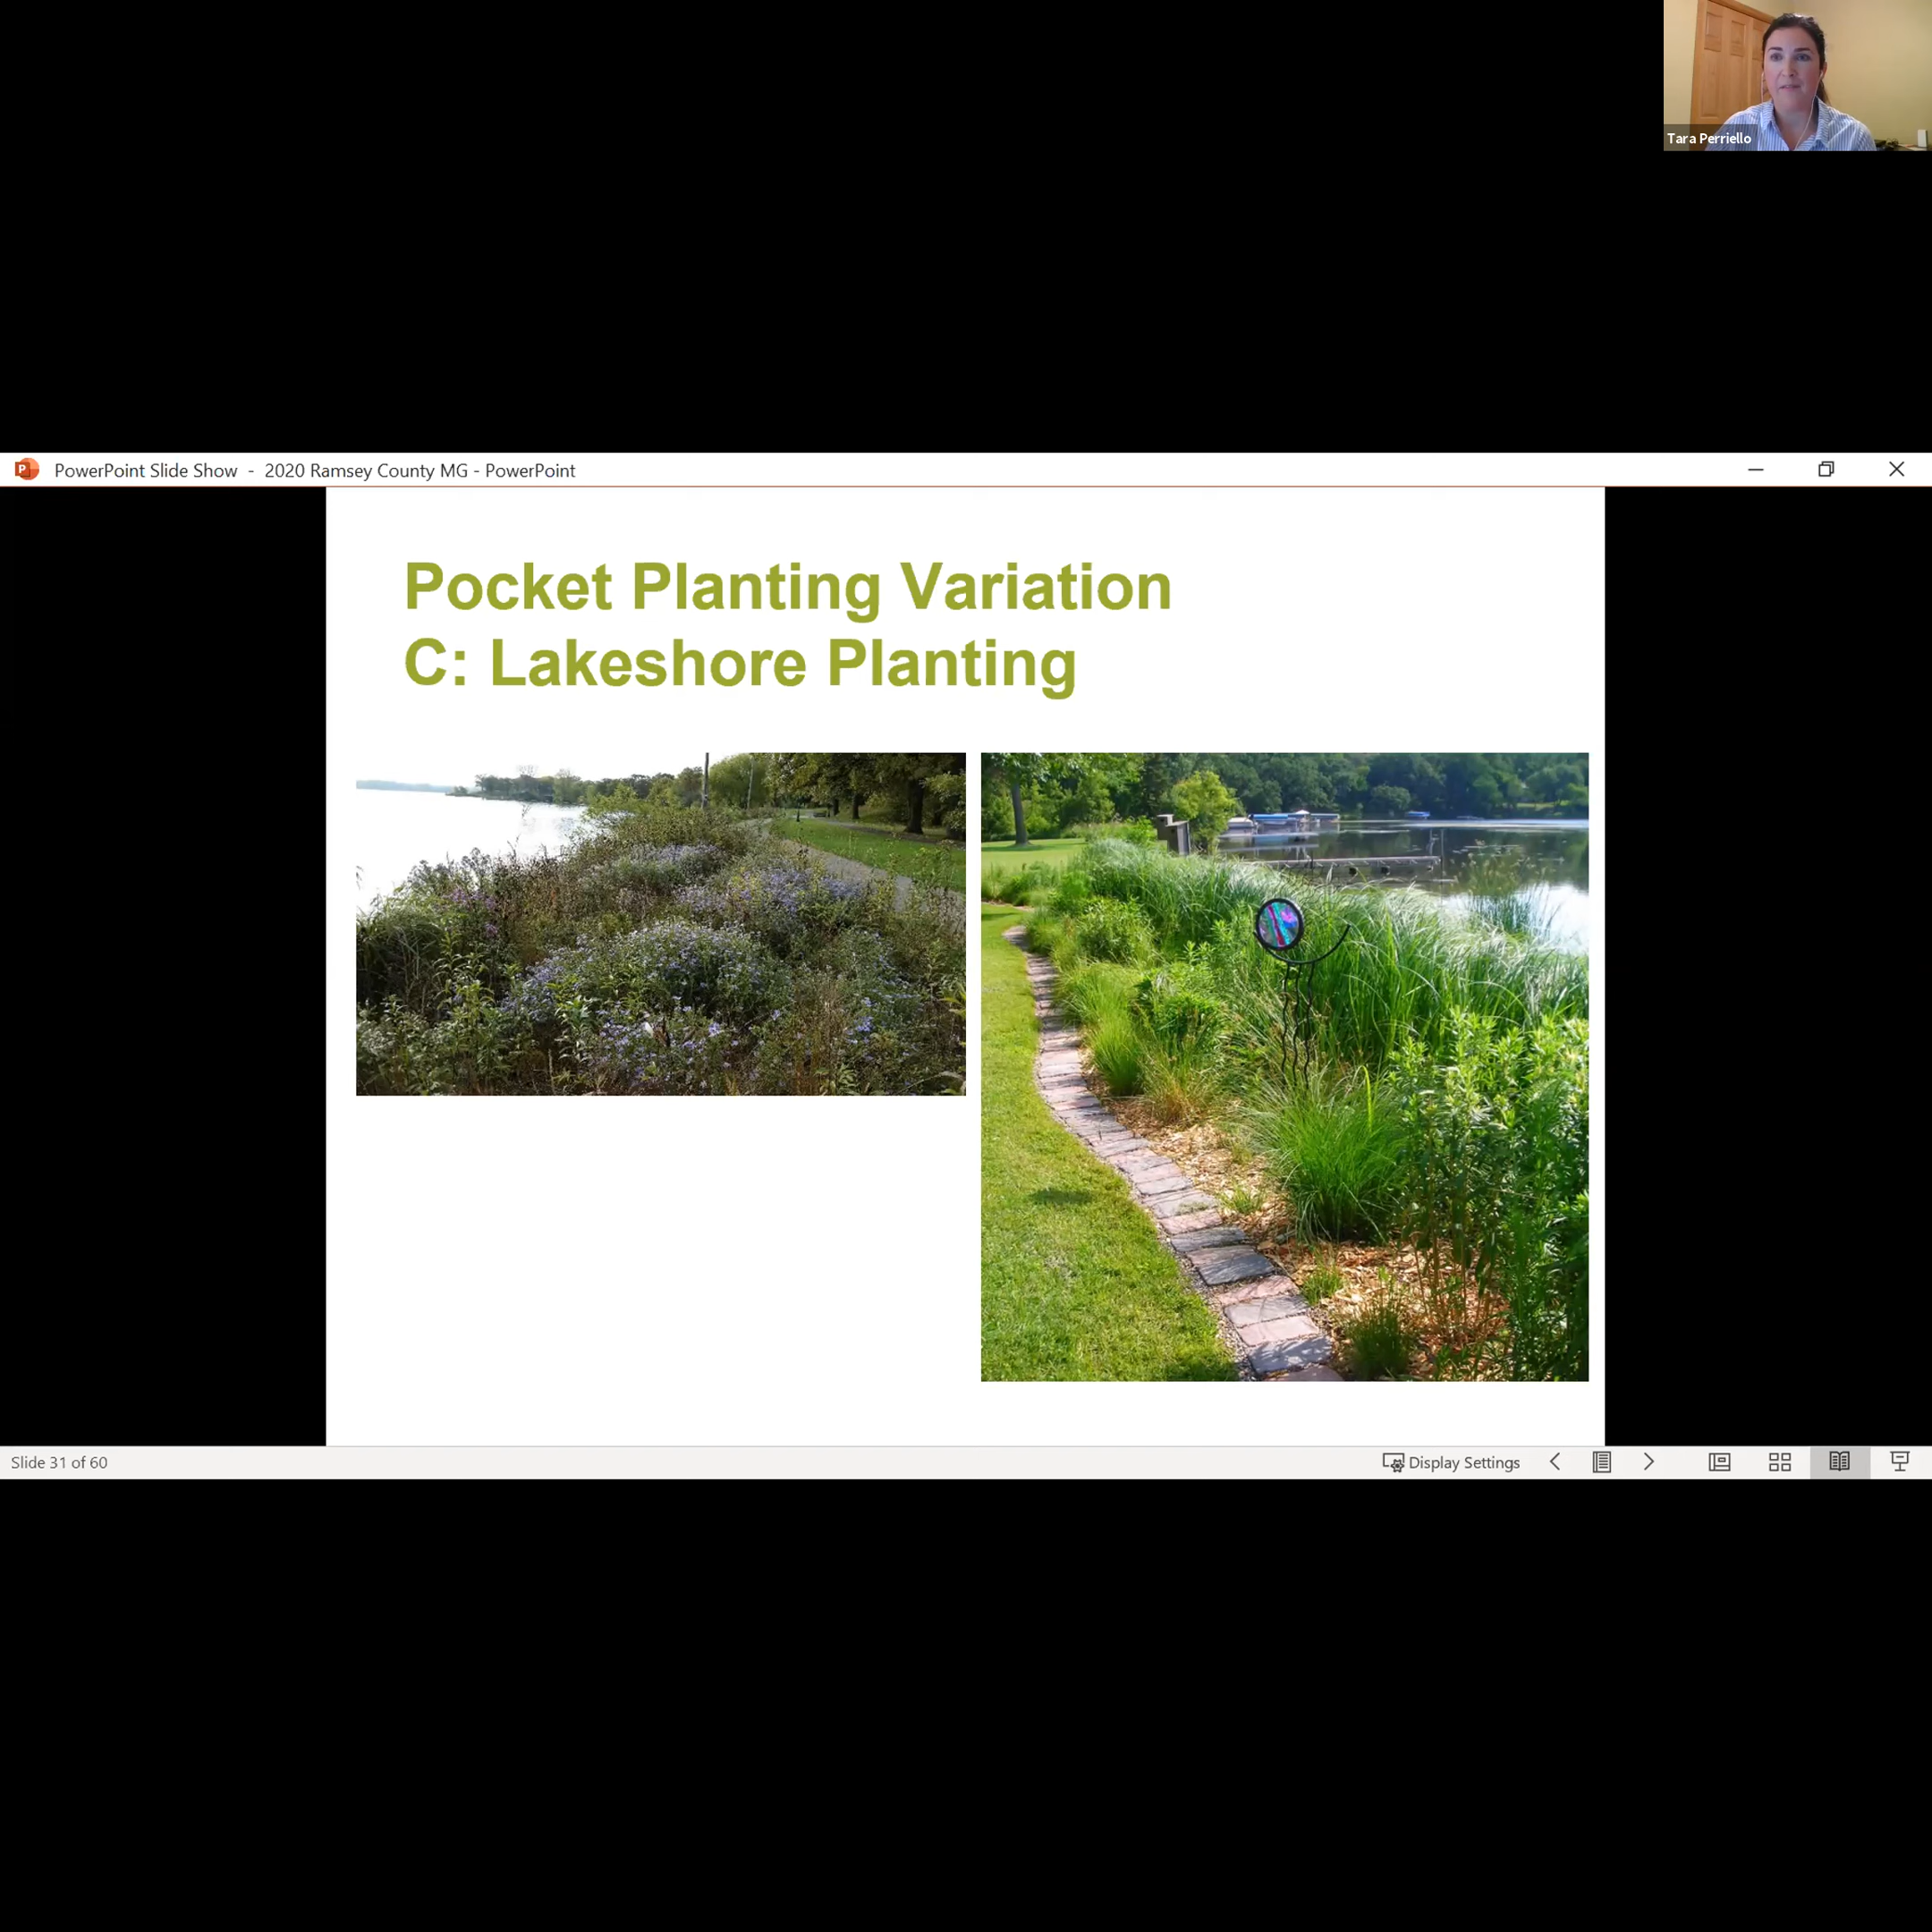 Tara Perriello
PowerPoint Slide Show - 2020 Ramsey County MG - PowerPoint
Pocket Planting Variation
C: Lakeshore Planting
Slide 31 of 60
Display Settings